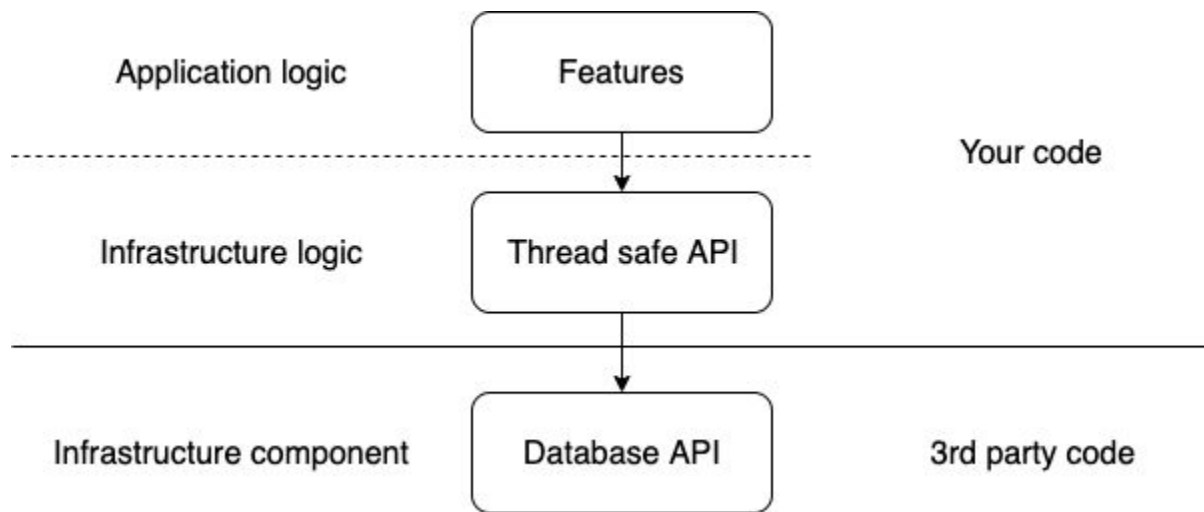 Application logic
Features
Your code
Infrastructure logic
Thread safe API
Infrastructure component
Database API
3rd party code